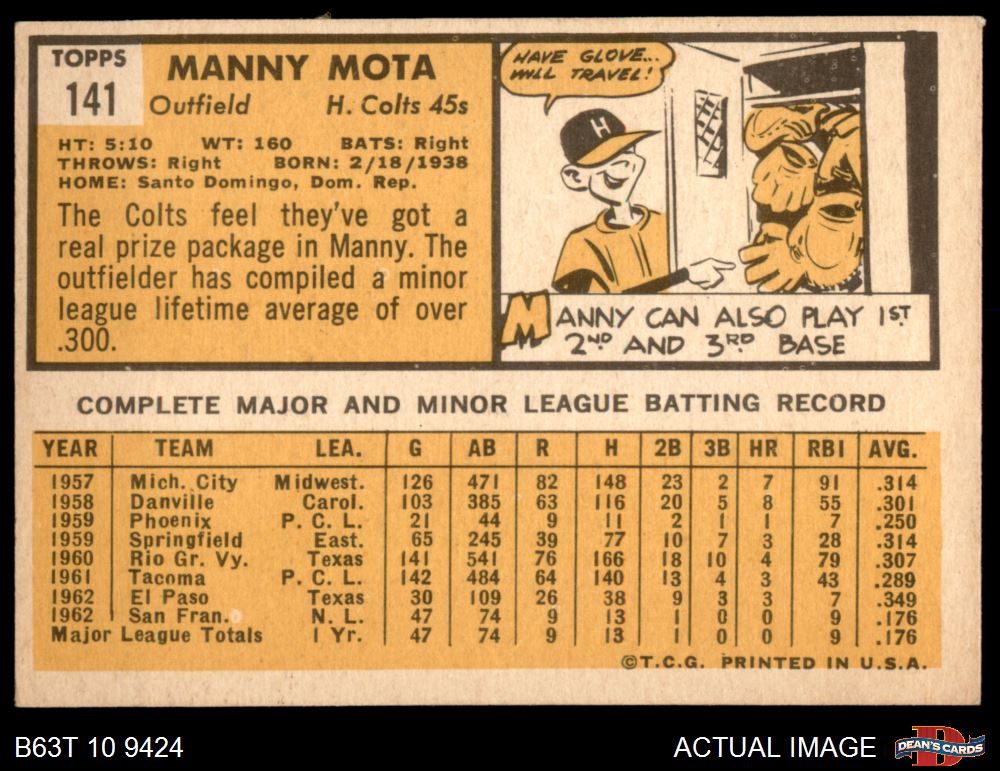 TOPPS
141
MANNY MOTA
Outfield H. Colts 45s
HT: 5:10 WT: 160 BATS: Right
THROWS: Right BORN: 2/18/1938
HOME: Santo Domingo, Dom. Rep.
The Colts feel they've got a
real prize package in Manny. The
outfielder has compiled a minor
league lifetime average of over
.300.
HAVE GLOVE...
WILL TRAVEL!
H
MANNY CAN ALSO PLAY 1ST
2ND AND 3RD BASE
COMPLETE MAJOR AND MINOR LEAGUE BATTING RECORD
YEAR TEAM LEA. G AB R H 2B 3B HR RBI AVG.
1957 Mich. City Midwest. 126 471 82 148 23 2 7 91 .314
1958 Danville Carol. 103 385 63 116 20 5 8 55 .301
1959 Phoenix P. C. L. 21 44 9 11 2 1 1 7 .250
1959 Springfield East. 65 245 39 77 10 7 3 28 .314
1960 Rio Gr. Vy. Texas 141 541 76 166 18 10 4 79 .307
1961 Tacoma P. C. L. 142 484 64 140 13 4 3 43 .289
1962 El Paso Texas 30 109 26 38 9 3 3 7 .349
1962 San Fran. N. L. 47 74 9 13 1 0 0 9 .176
Major League Totals 1 Yr. 47 74 9 13 1 0 0 9 .176
©T.C.G. PRINTED IN U.S.A.
B63T 10 9424 ACTUAL IMAGE
DEAN'S CARDS